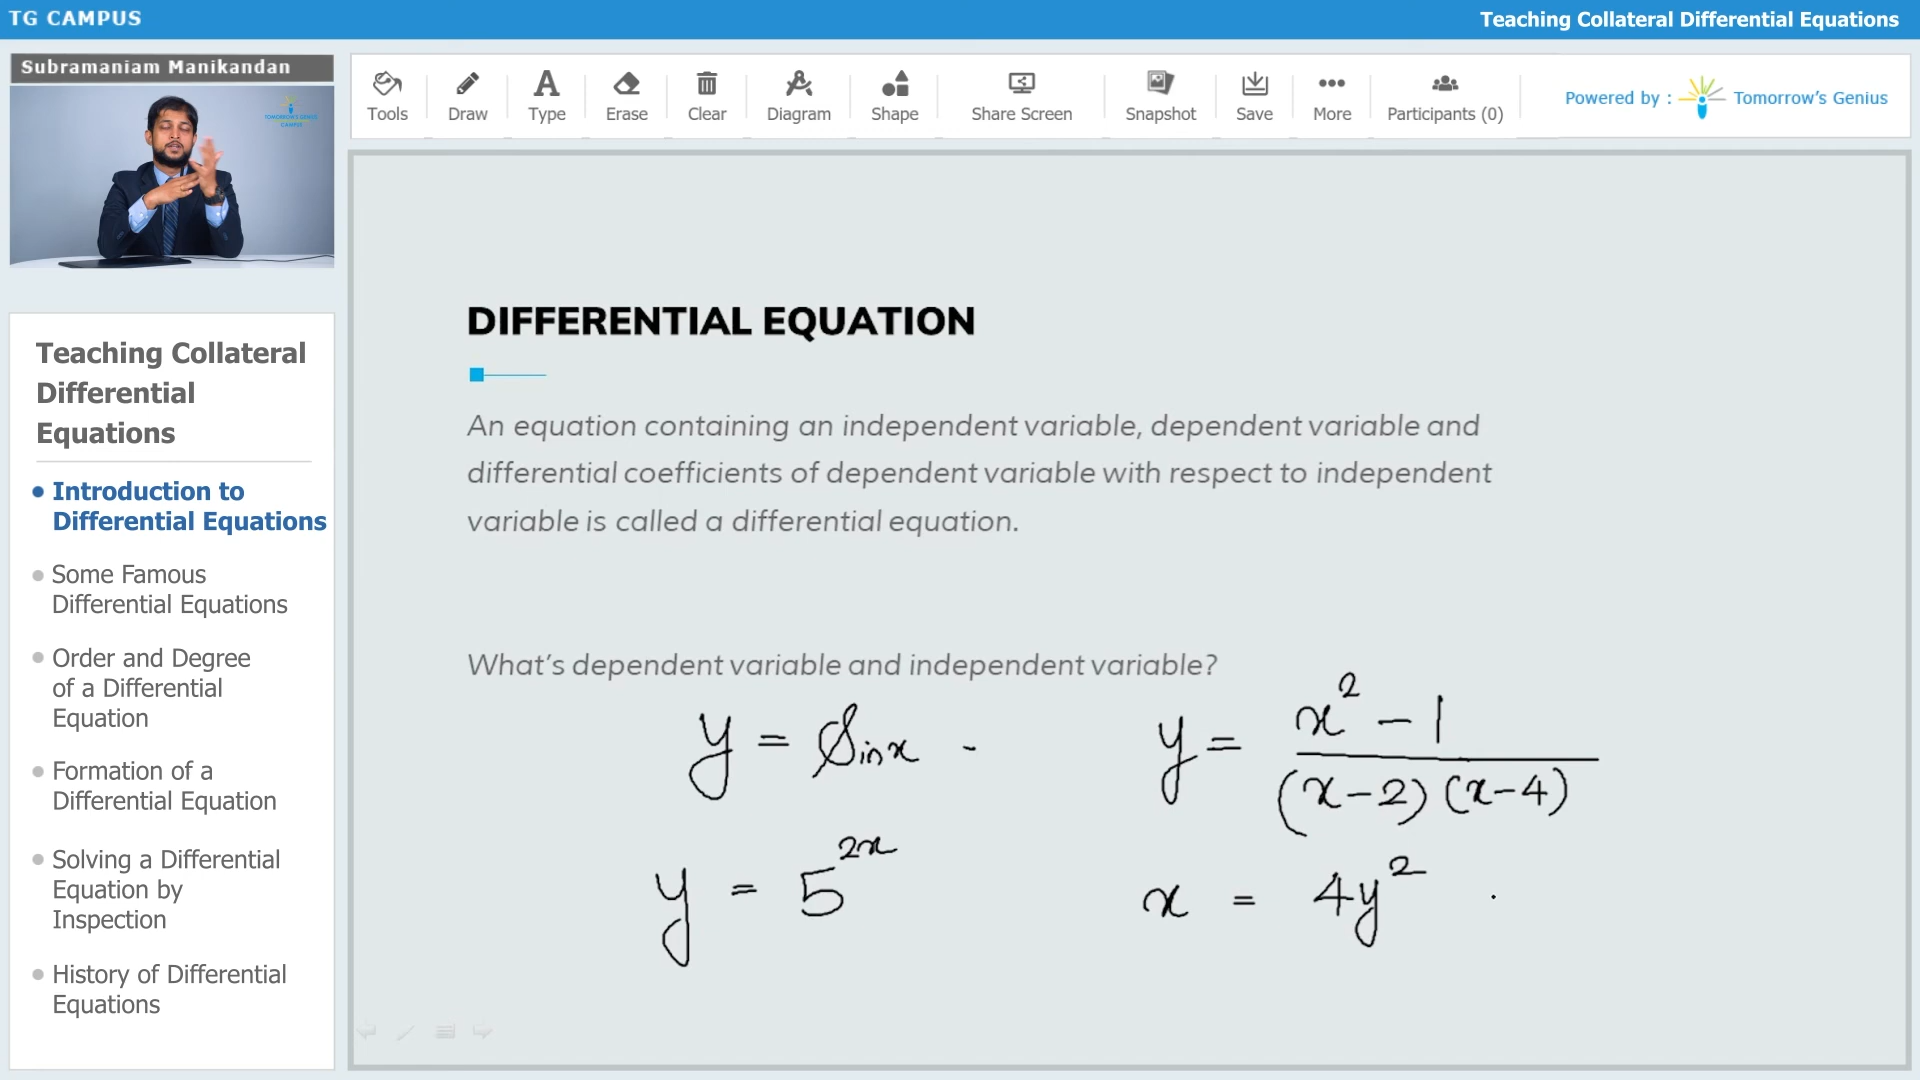 TG CAMPUS
Teaching Collateral Differential Equations
Subramaniam Manikandan
TOMORROW'S GENIUS
CAMPUS
Tools
Draw
Type
Erase
Clear
Diagram
Shape
Share Screen
Snapshot
Save
More
Participants (0)
Powered by :
Tomorrow's Genius
Teaching Collateral
Differential
Equations
Introduction to
Differential Equations
Some Famous
Differential Equations
Order and Degree
of a Differential
Equation
Formation of a
Differential Equation
Solving a Differential
Equation by
Inspection
History of Differential
Equations
DIFFERENTIAL EQUATION
An equation containing an independent variable, dependent variable and
differential coefficients of dependent variable with respect to independent
variable is called a differential equation.
What's dependent variable and independent variable?
y = Sinx -
y = x² - 1
(x-2) (x-4)
y = 5²ˣ
x = 4y² .